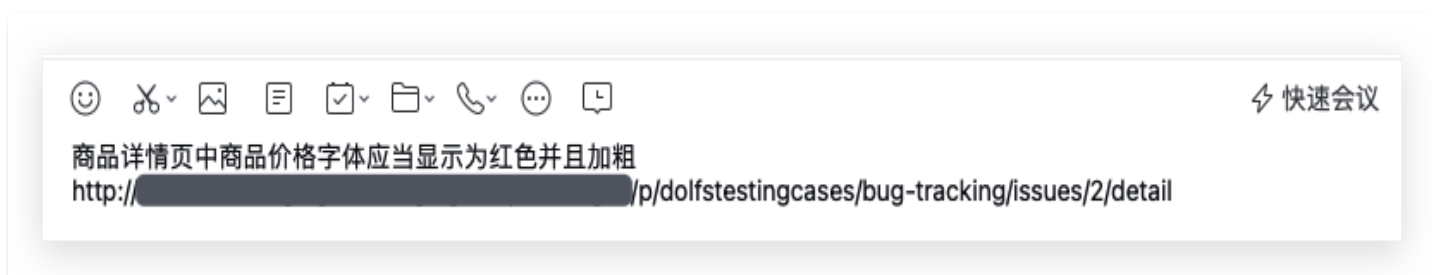 快速会议
商品详情页中商品价格字体应当显示为红色并且加粗
http:///p/dolfstestingcases/bug-tracking/issues/2/detail